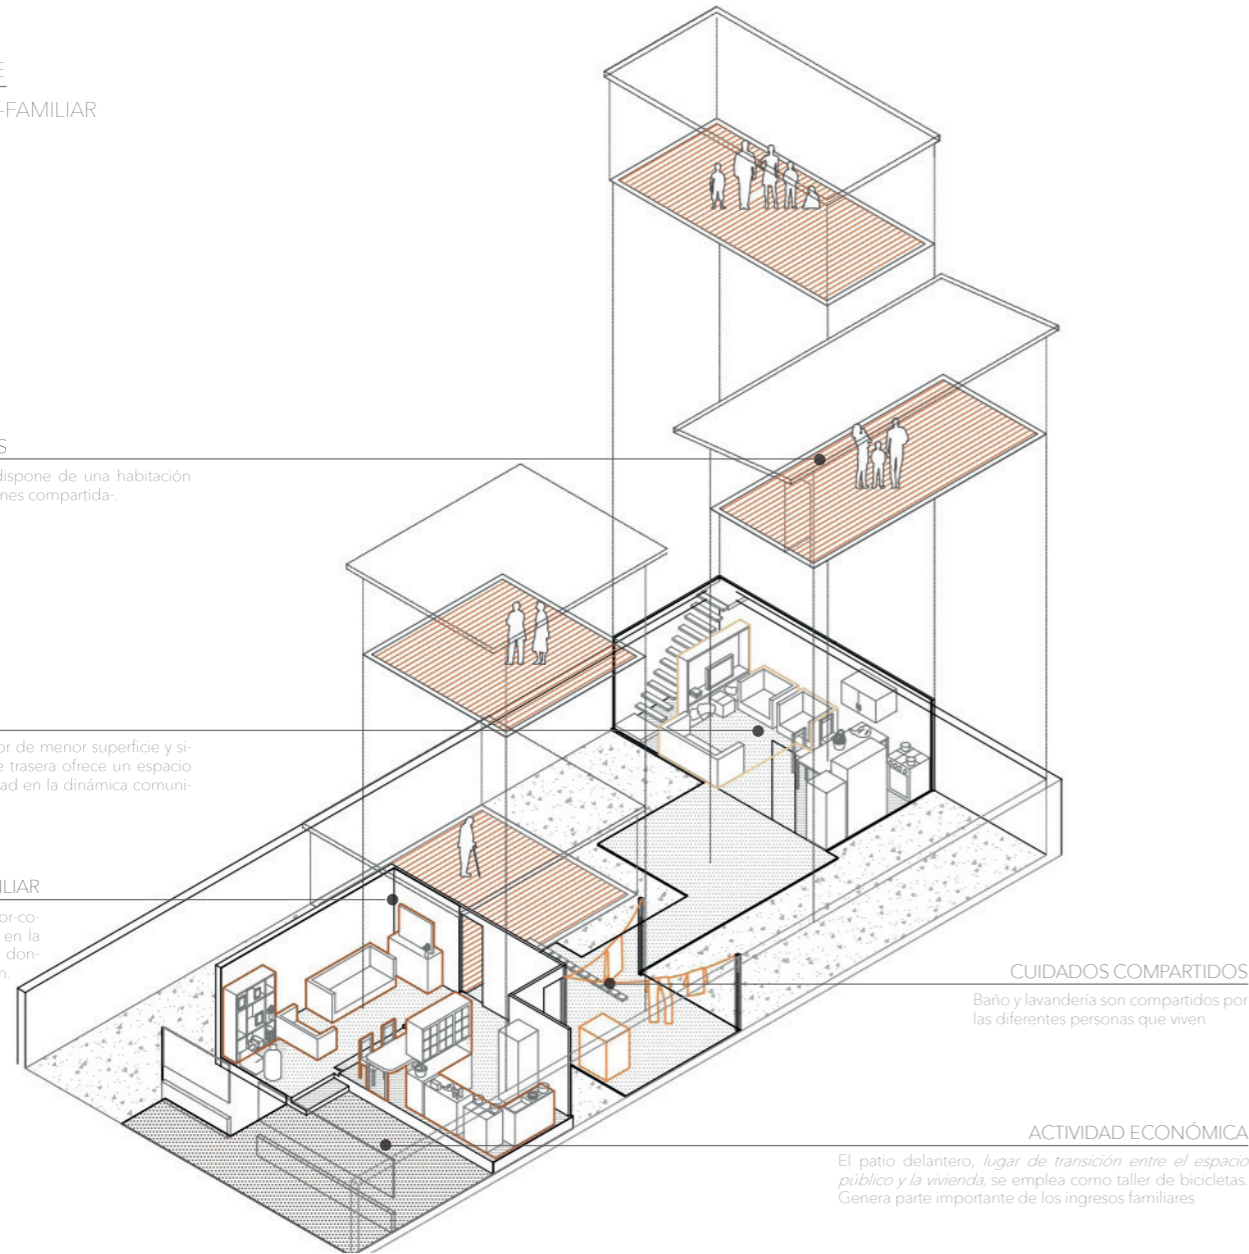 E
-FAMILIAR
S
dispone de una habitación
nes compartida-.
or de menor superficie y si-
e trasera ofrece un espacio
ad en la dinámica comuni-
ILIAR
or-co-
en la
don-
n.
CUIDADOS COMPARTIDOS
Baño y lavandería son compartidos por
las diferentes personas que viven
ACTIVIDAD ECONÓMICA
El patio delantero, lugar de transición entre el espacio
público y la vivienda, se emplea como taller de bicicletas.
Genera parte importante de los ingresos familiares